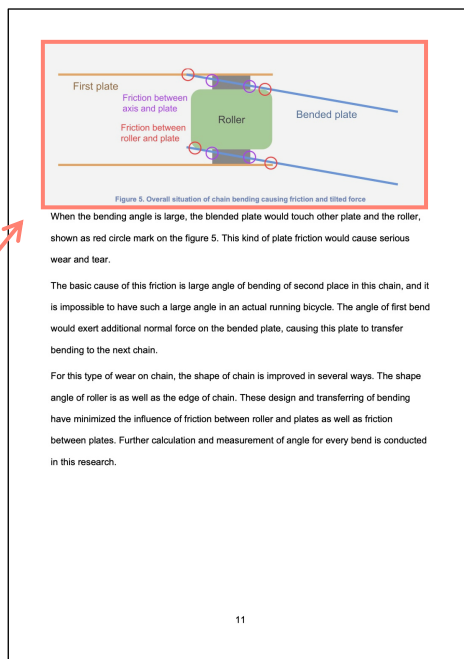 First plate
Friction between
axis and plate
Friction between
roller and plate
Roller
Bended plate
Figure 5. Overall situation of chain bending causing friction and tilted force
When the bending angle is large, the blended plate would touch other plate and the roller,
shown as red circle mark on the figure 5. This kind of plate friction would cause serious
wear and tear.
The basic cause of this friction is large angle of bending of second place in this chain, and it
is impossible to have such a large angle in an actual running bicycle. The angle of first bend
would exert additional normal force on the bended plate, causing this plate to transfer
bending to the next chain.
For this type of wear on chain, the shape of chain is improved in several ways. The shape
angle of roller is as well as the edge of chain. These design and transferring of bending
have minimized the influence of friction between roller and plates as well as friction
between plates. Further calculation and measurement of angle for every bend is conducted
in this research.
11